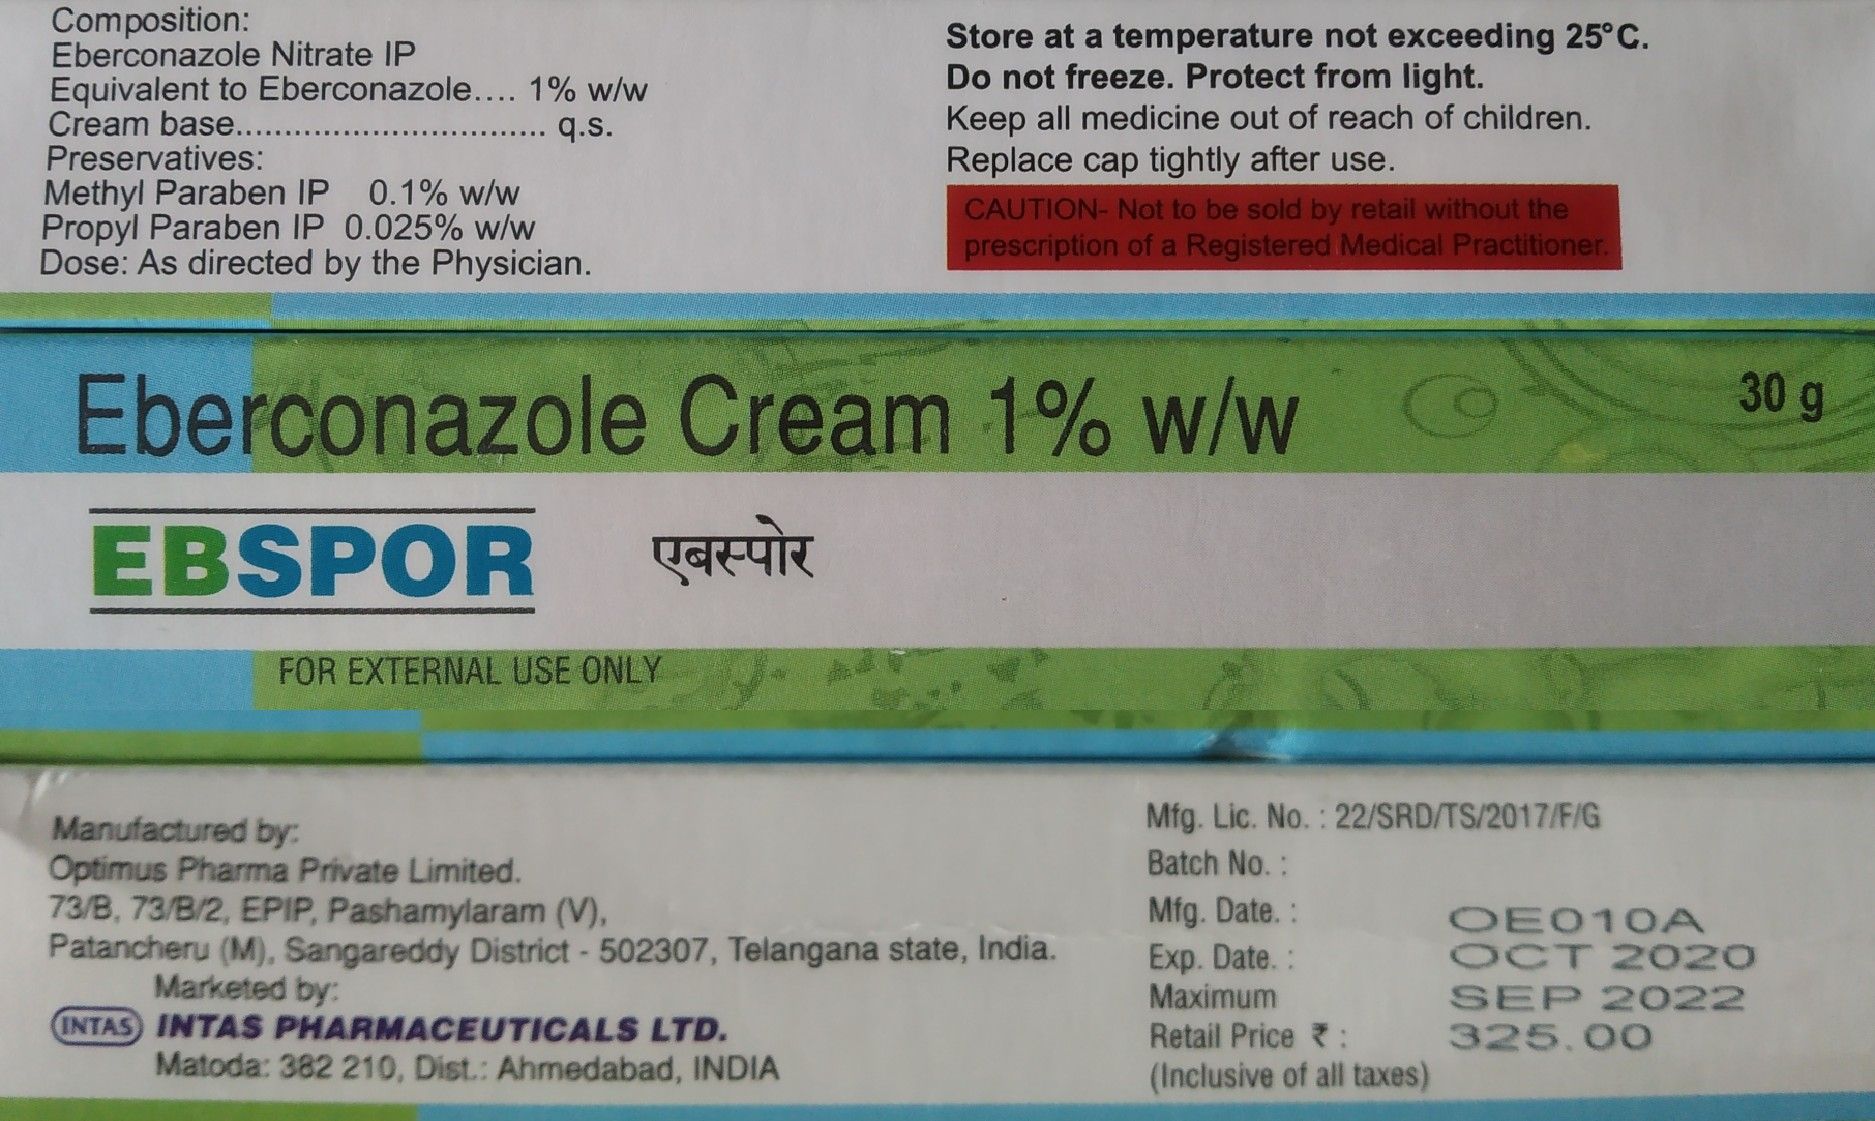 Composition:
Eberconazole Nitrate IP
Equivalent to Eberconazole.... 1% w/w
Cream base................................ q.s.
Preservatives:
Methyl Paraben IP 0.1% w/w
Propyl Paraben IP 0.025% w/w
Dose: As directed by the Physician.
Store at a temperature not exceeding 25°C.
Do not freeze. Protect from light.
Keep all medicine out of reach of children.
Replace cap tightly after use.
CAUTION- Not to be sold by retail without the
prescription of a Registered Medical Practitioner.
Eberconazole Cream 1% w/w
30 g
EBSPOR
एबस्पोर
FOR EXTERNAL USE ONLY
Manufactured by:
Optimus Pharma Private Limited.
73/B, 73/B/2, EPIP, Pashamylaram (V),
Patancheru (M), Sangareddy District - 502307, Telangana state, India.
Marketed by:
INTAS INTAS PHARMACEUTICALS LTD.
Matoda: 382 210, Dist.: Ahmedabad, INDIA
Mfg. Lic. No. : 22/SRD/TS/2017/F/G
Batch No. :
Mfg. Date. :
Exp. Date. :
Maximum
Retail Price ₹ :
(Inclusive of all taxes)
OE010A
OCT 2020
SEP 2022
325.00